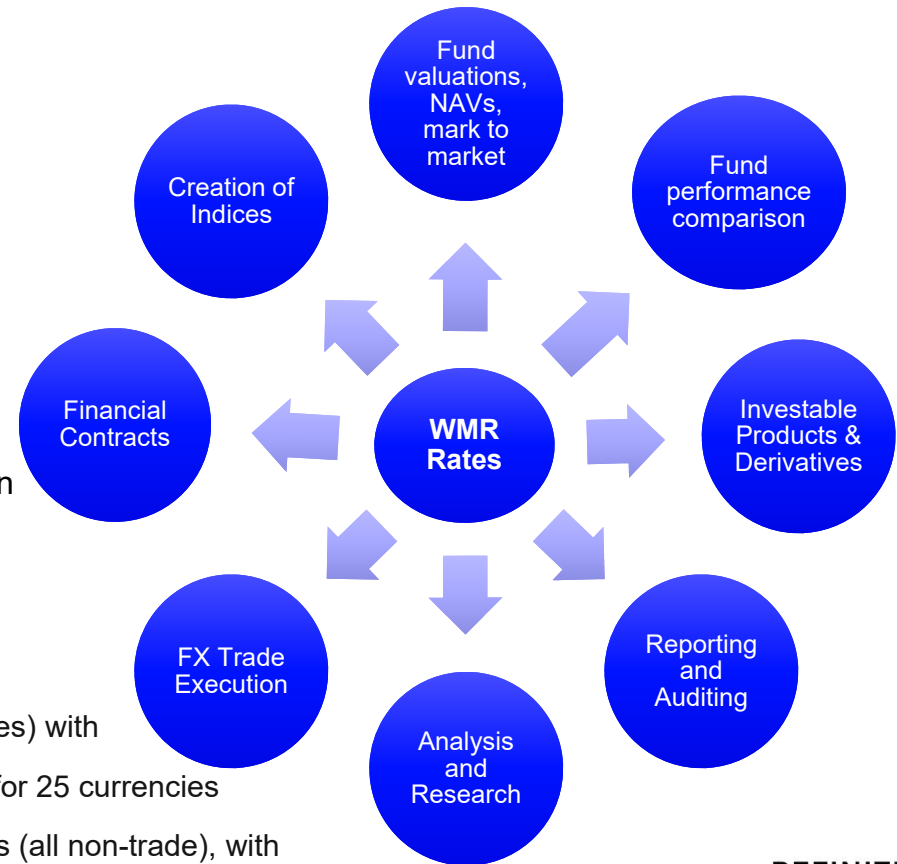 Fund
valuations,
NAVs,
mark to
market
Fund
performance
comparison
Creation of
Indices
Investable
Products &
Derivatives
Financial
Contracts
WMR
Rates
n
Reporting
and
Auditing
FX Trade
Execution
Analysis
and
Research
es) with
for 25 currencies
s (all non-trade), with